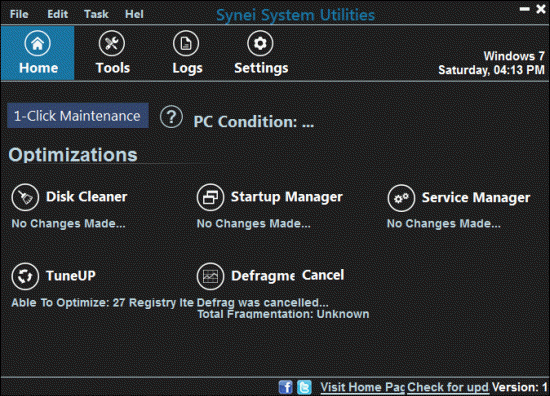 File Edit Task Hel Synei System Utilities
Home Tools Logs Settings
Windows 7
Saturday, 04:13 PM
1-Click Maintenance ? PC Condition: ...
Optimizations
Disk Cleaner Startup Manager Service Manager
No Changes Made... No Changes Made... No Changes Made...
TuneUP Defragme Cancel
Able To Optimize: 27 Registry Ite Defrag was cancelled...
Total Fragmentation: Unknown
Visit Home Pag Check for upd Version: 1